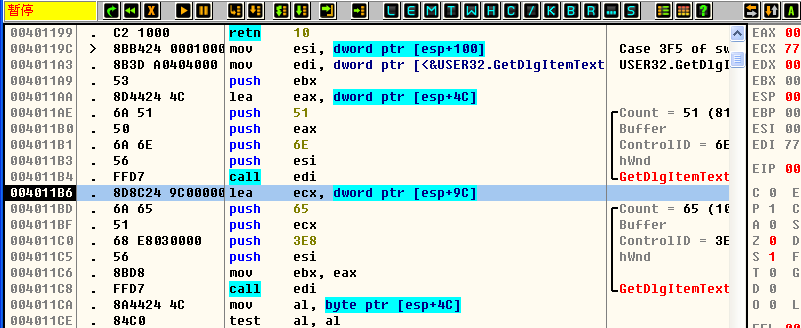 暂停 L E M T W H C / K B R ... S ?
00401199 . C2 1000 retn 10
0040119C > 8BB424 0001000 mov esi, dword ptr [esp+100] Case 3F5 of sw
004011A3 . 8B3D A0404000 mov edi, dword ptr [<&USER32.GetDlgItemText USER32.GetDlgI
004011A9 . 53 push ebx
004011AA . 8D4424 4C lea eax, dword ptr [esp+4C]
004011AE . 6A 51 push 51 Count = 51 (81
004011B0 . 50 push eax Buffer
004011B1 . 6A 6E push 6E ControlID = 6E
004011B3 . 56 push esi hWnd
004011B4 . FFD7 call edi GetDlgItemText
004011B6 . 8D8C24 9C00000 lea ecx, dword ptr [esp+9C]
004011BD . 6A 65 push 65 Count = 65 (10
004011BF . 51 push ecx Buffer
004011C0 . 68 E8030000 push 3E8 ControlID = 3E
004011C5 . 56 push esi hWnd
004011C6 . 8BD8 mov ebx, eax
004011C8 . FFD7 call edi GetDlgItemText
004011CA . 8A4424 4C mov al, byte ptr [esp+4C]
004011CE . 84C0 test al, al
EAX 00
ECX 77
EDX 00
EBX 00
ESP 00
EBP 00
ESI 00
EDI 77
EIP 00
C 0 E
P 1 C
A 0 S
Z 0 D
S 1 F
T 0 G
D 0
O 0 L